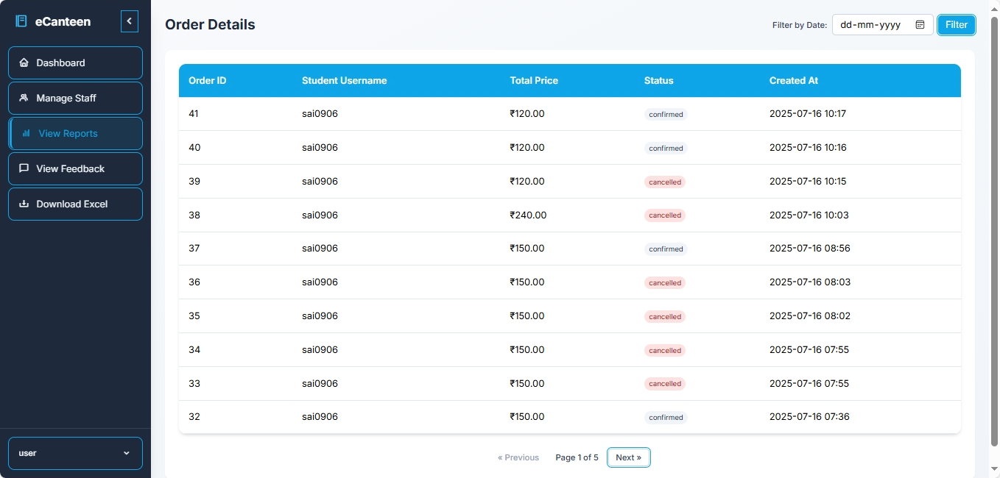 eCanteen
Dashboard
Manage Staff
View Reports
View Feedback
Download Excel
user
Order Details
Filter by Date: dd-mm-yyyy Filter
Order ID Student Username Total Price Status Created At
41 sai0906 ₹120.00 confirmed 2025-07-16 10:17
40 sai0906 ₹120.00 confirmed 2025-07-16 10:16
39 sai0906 ₹120.00 cancelled 2025-07-16 10:15
38 sai0906 ₹240.00 cancelled 2025-07-16 10:03
37 sai0906 ₹150.00 confirmed 2025-07-16 08:56
36 sai0906 ₹150.00 cancelled 2025-07-16 08:03
35 sai0906 ₹150.00 cancelled 2025-07-16 08:02
34 sai0906 ₹150.00 cancelled 2025-07-16 07:55
33 sai0906 ₹150.00 cancelled 2025-07-16 07:55
32 sai0906 ₹150.00 confirmed 2025-07-16 07:36
« Previous Page 1 of 5 Next »